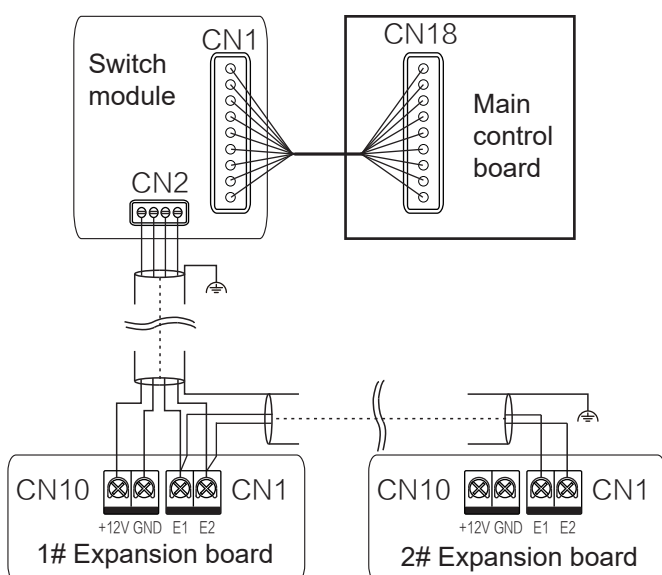 CN1
CN18
Switch
module
Main
control
board
CN2
CN10
CN1
+12V GND E1 E2
1# Expansion board
CN10
CN1
+12V GND E1 E2
2# Expansion board